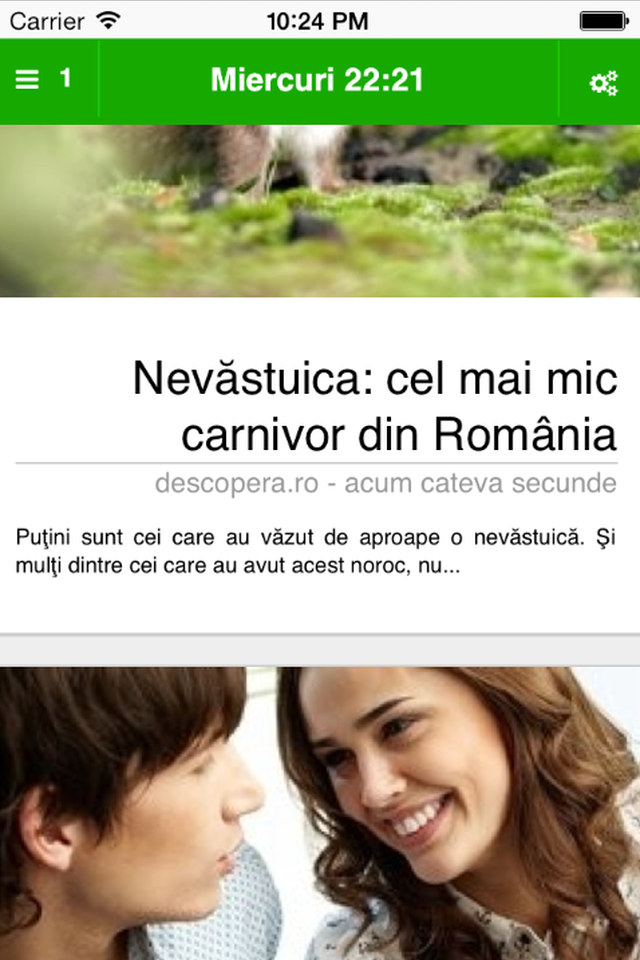 Carrier 10:24 PM
1 Miercuri 22:21
Nevăstuica: cel mai mic
carnivor din România
descopera.ro - acum cateva secunde
Puţini sunt cei care au văzut de aproape o nevăstuică. Şi
mulţi dintre cei care au avut acest noroc, nu...